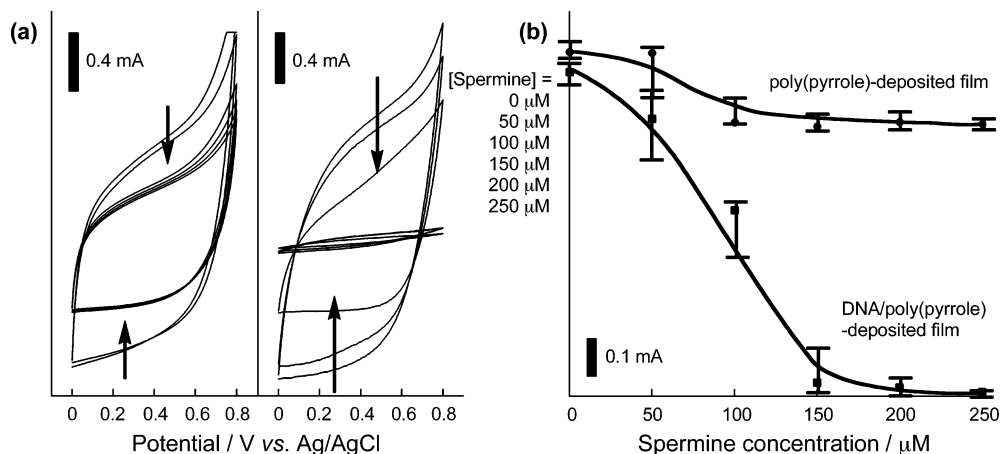 (a)
0.4 mA
0.4 mA
0 0.2 0.4 0.6 0.8 0 0.2 0.4 0.6 0.8
Potential / V vs. Ag/AgCl
[Spermine] =
0 μM
50 μM
100 μM
150 μM
200 μM
250 μM
(b)
poly(pyrrole)-deposited film
DNA/poly(pyrrole)
-deposited film
0.1 mA
0 50 100 150 200 250
Spermine concentration / μM